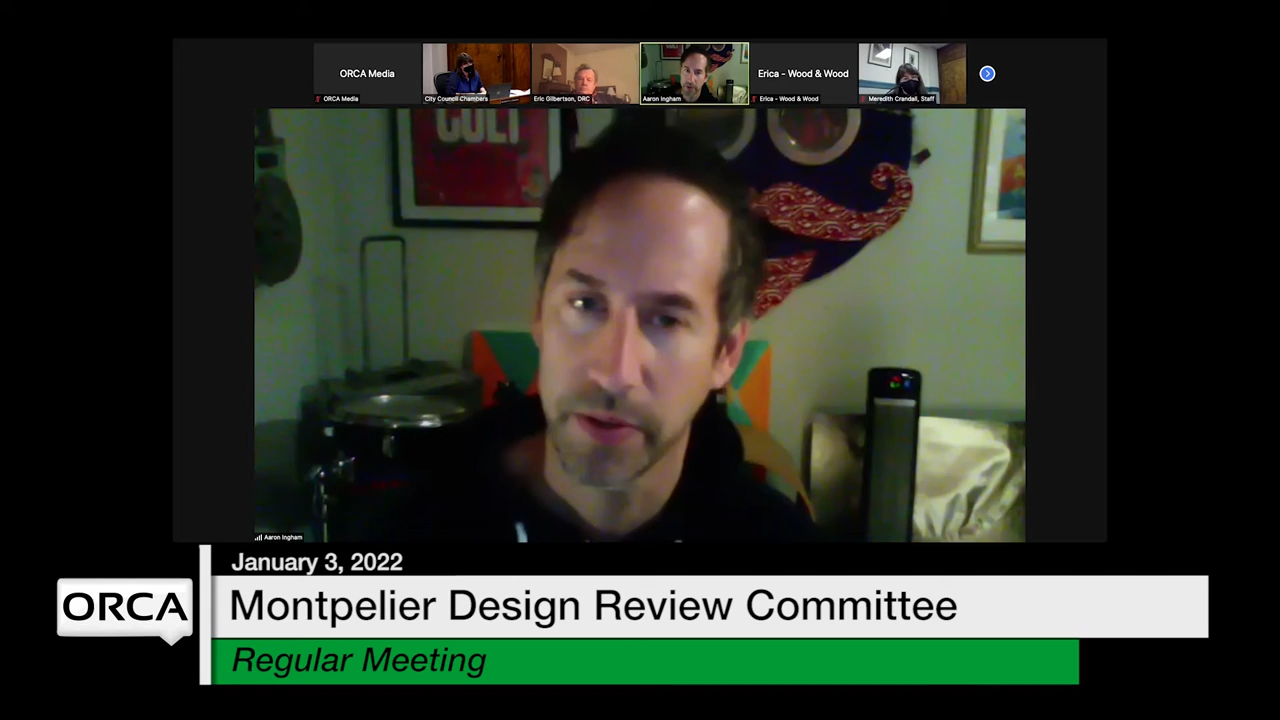 ORCA Media
Erica - Wood & Wood
ORCA Media
City Council Chambers
Eric Gilbertson, DRC
Aaron Ingham
Erica - Wood & Wood
Meredith Crandall, Staff
CULT
Aaron Ingham
January 3, 2022
ORCA
Montpelier Design Review Committee
Regular Meeting